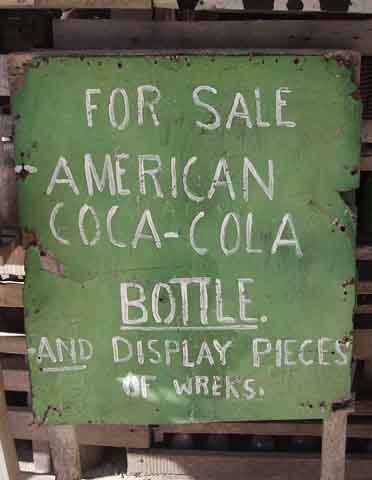 FOR SALE
AMERICAN
COCA-COLA
BOTTLE.
AND DISPLAY PIECES
OF WREKS.